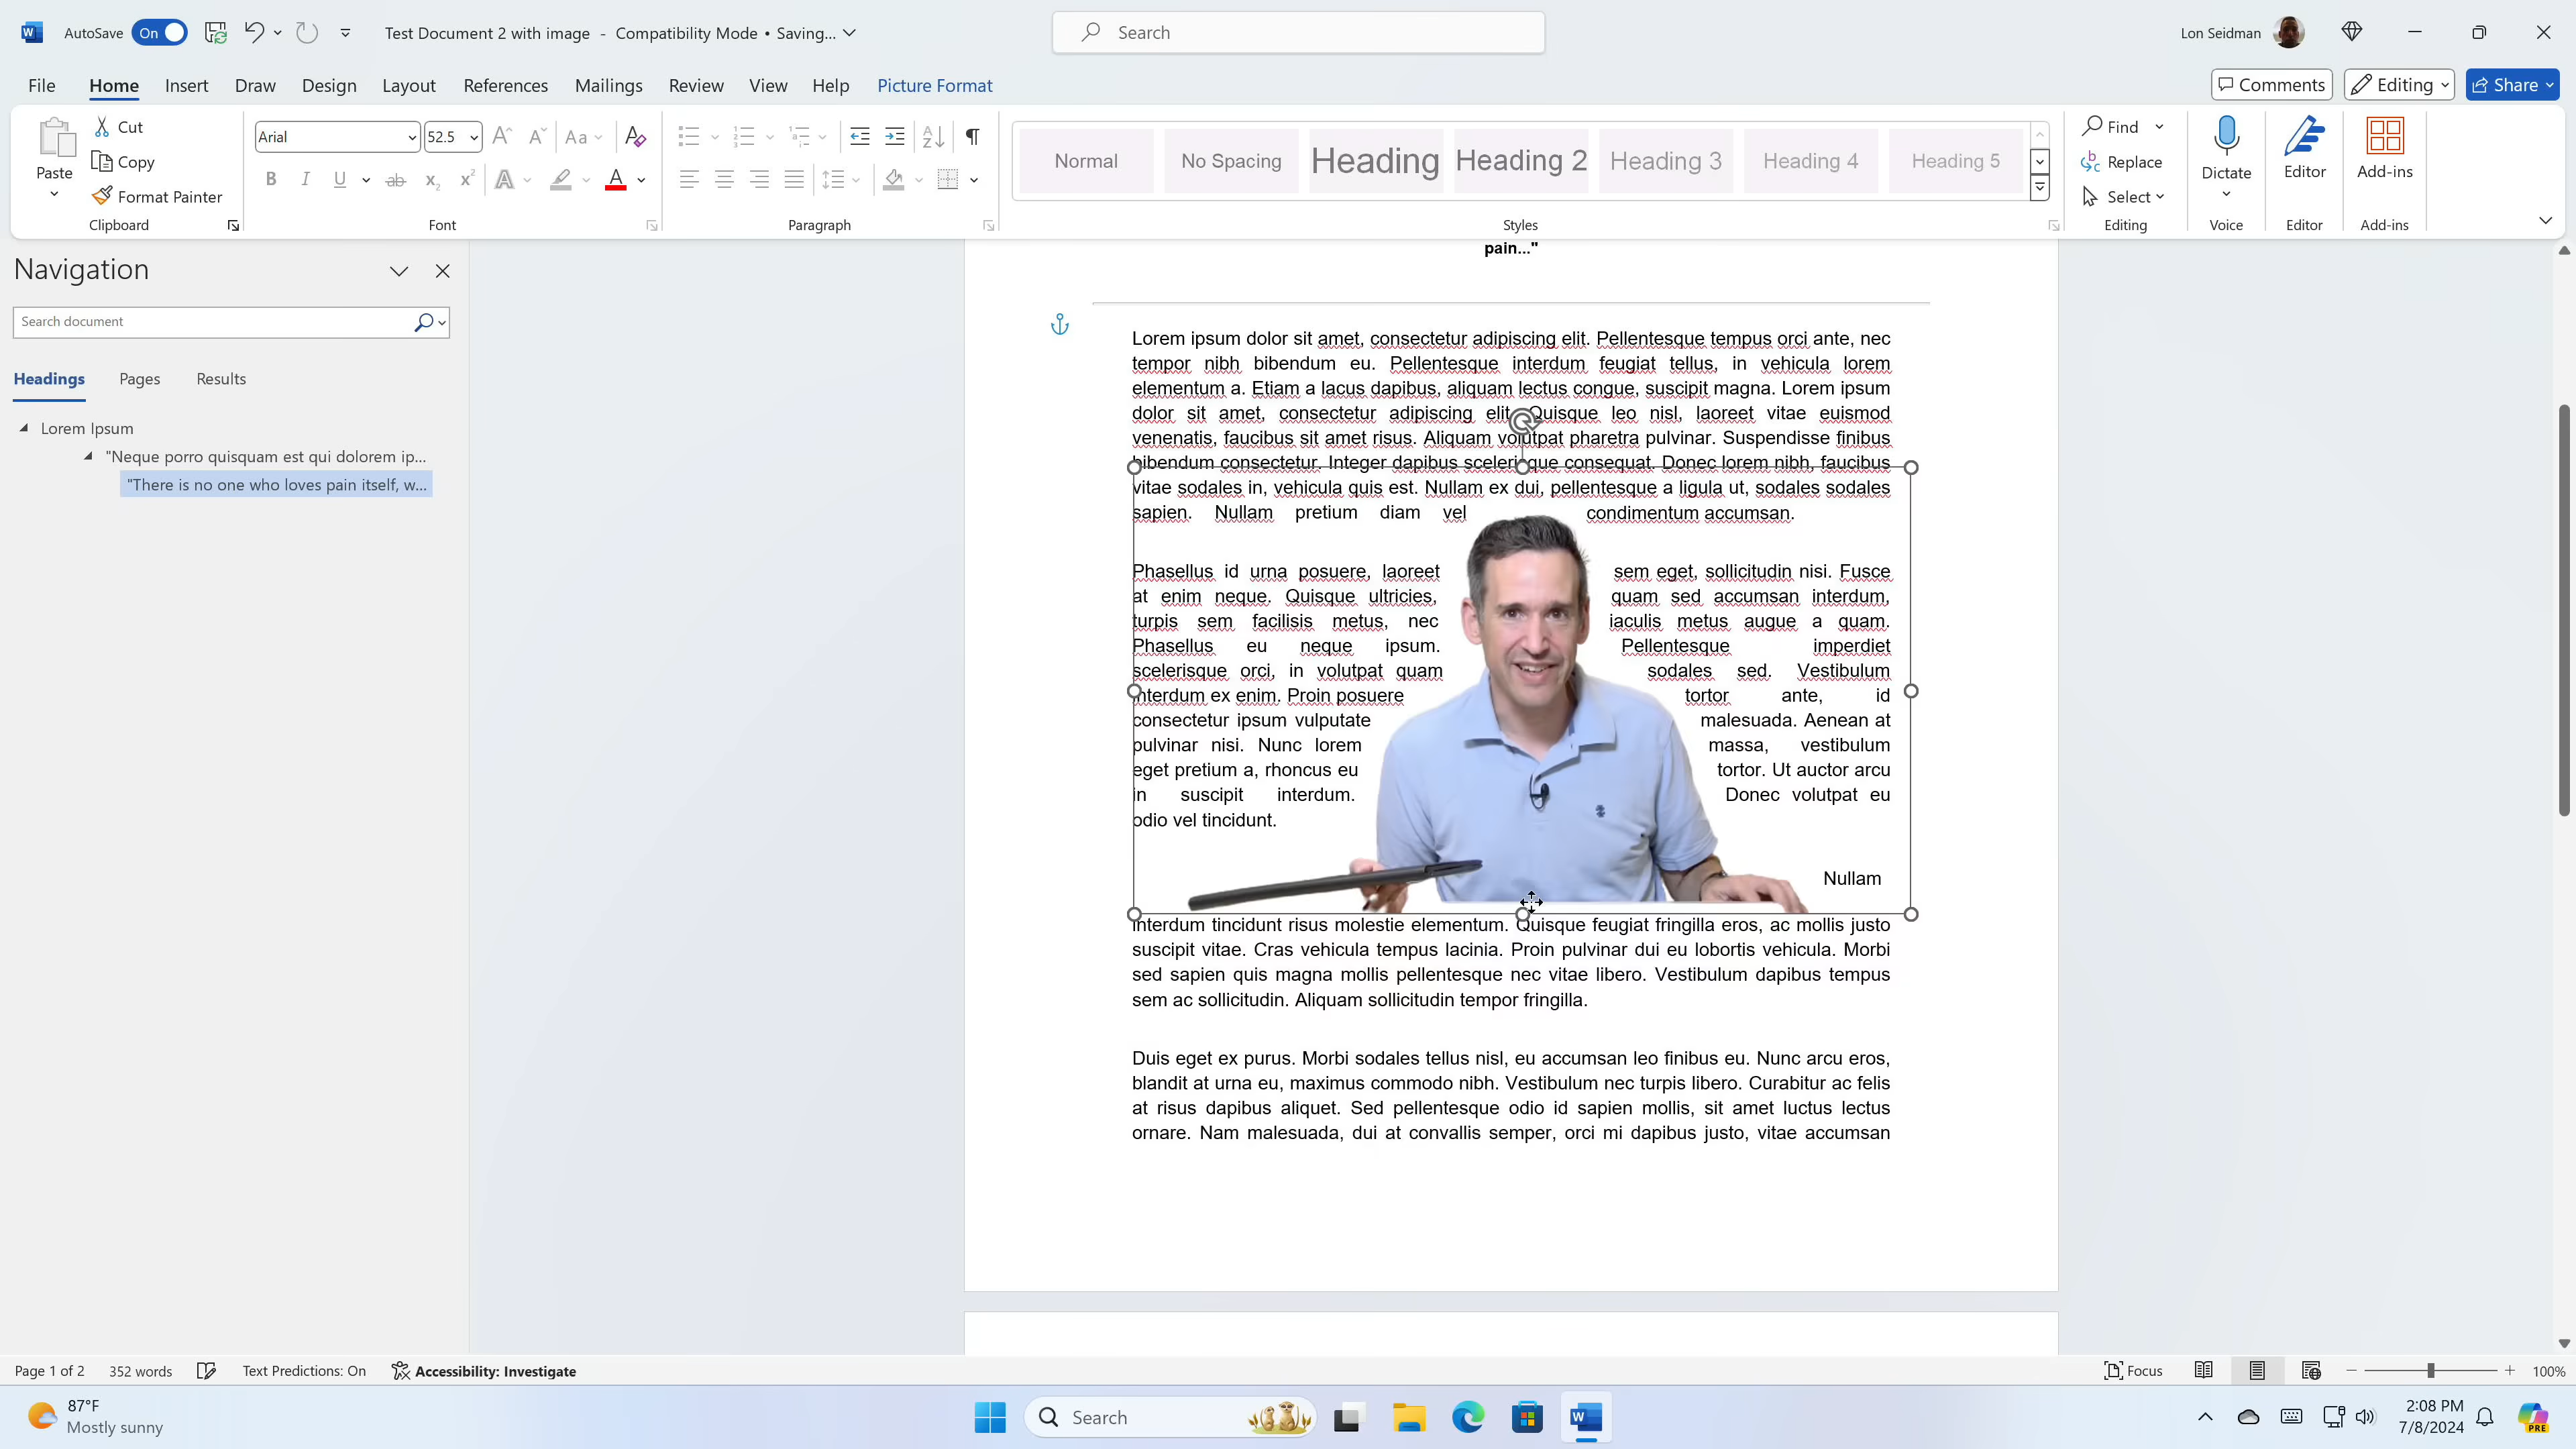 AutoSave On Test Document 2 with image - Compatibility Mode • Saving... Search Lon Seidman
File Home Insert Draw Design Layout References Mailings Review View Help Picture Format Comments Editing Share
Paste Cut Copy Format Painter
Clipboard
Arial 52.5 Aa
Font
Paragraph
Normal No Spacing Heading Heading 2 Heading 3 Heading 4 Heading 5
Styles
Find Replace Select
Editing
Dictate
Voice
Editor
Editor
Add-ins
Add-ins
Navigation
Search document
Headings Pages Results
Lorem Ipsum
"Neque porro quisquam est qui dolorem ip...
"There is no one who loves pain itself, w...
pain..."
Lorem ipsum dolor sit amet, consectetur adipiscing elit. Pellentesque tempus orci ante, nec
tempor nibh bibendum eu. Pellentesque interdum feugiat tellus, in vehicula lorem
elementum a. Etiam a lacus dapibus, aliquam lectus congue, suscipit magna. Lorem ipsum
dolor sit amet, consectetur adipiscing elit. Quisque leo nisl, laoreet vitae euismod
venenatis, faucibus sit amet risus. Aliquam volutpat pharetra pulvinar. Suspendisse finibus
bibendum consectetur. Integer dapibus scelerisque consequat. Donec lorem nibh, faucibus
vitae sodales in, vehicula quis est. Nullam ex dui, pellentesque a ligula ut, sodales sodales
sapien. Nullam pretium diam vel condimentum accumsan.
Phasellus id urna posuere, laoreet sem eget, sollicitudin nisi. Fusce
at enim neque. Quisque ultricies, quam sed accumsan interdum,
turpis sem facilisis metus, nec iaculis metus augue a quam.
Phasellus eu neque ipsum. Pellentesque imperdiet
scelerisque orci, in volutpat quam sodales sed. Vestibulum
interdum ex enim. Proin posuere tortor ante, id
consectetur ipsum vulputate malesuada. Aenean at
pulvinar nisi. Nunc lorem massa, vestibulum
eget pretium a, rhoncus eu tortor. Ut auctor arcu
in suscipit interdum. Donec volutpat eu
odio vel tincidunt.
Nullam
interdum tincidunt risus molestie elementum. Quisque feugiat fringilla eros, ac mollis justo
suscipit vitae. Cras vehicula tempus lacinia. Proin pulvinar dui eu lobortis vehicula. Morbi
sed sapien quis magna mollis pellentesque nec vitae libero. Vestibulum dapibus tempus
sem ac sollicitudin. Aliquam sollicitudin tempor fringilla.
Duis eget ex purus. Morbi sodales tellus nisl, eu accumsan leo finibus eu. Nunc arcu eros,
blandit at urna eu, maximus commodo nibh. Vestibulum nec turpis libero. Curabitur ac felis
at risus dapibus aliquet. Sed pellentesque odio id sapien mollis, sit amet luctus lectus
ornare. Nam malesuada, dui at convallis semper, orci mi dapibus justo, vitae accumsan
Page 1 of 2 352 words Text Predictions: On Accessibility: Investigate Focus 100%
87°F
Mostly sunny
Search
2:08 PM
7/8/2024
PRE